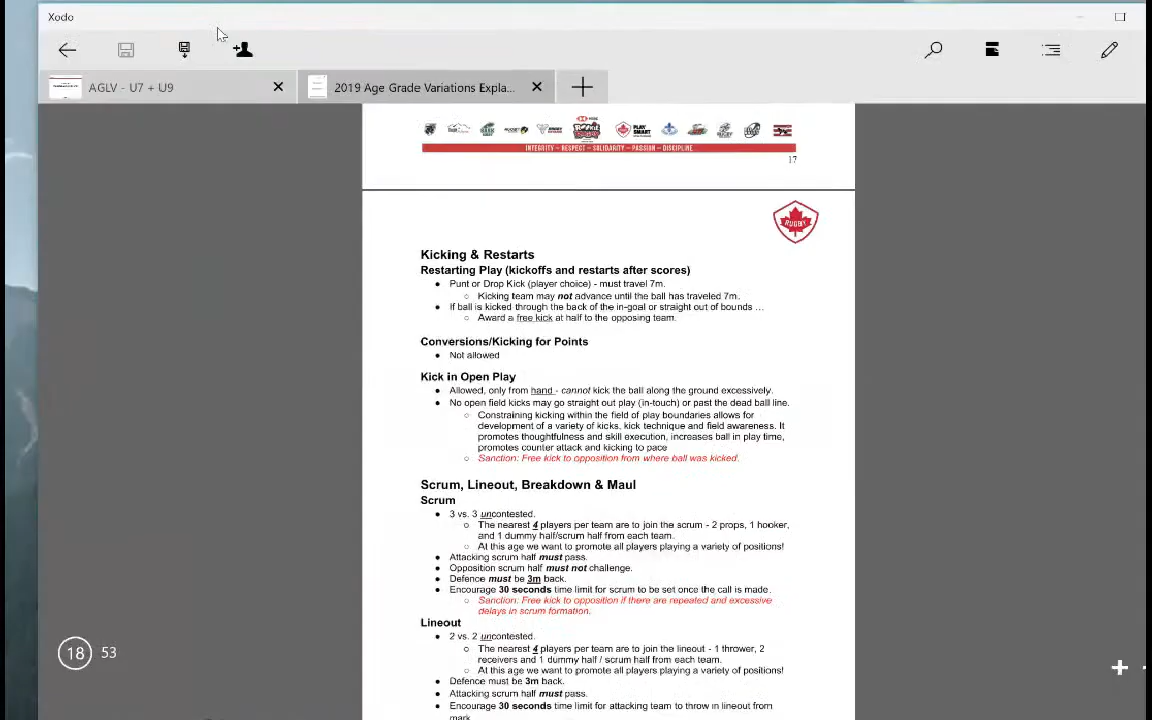 Xodo
AGLV - U7 + U9
2019 Age Grade Variations Expla...
INTEGRITY – RESPECT – SOLIDARITY – PASSION – DISCIPLINE
17
RUGBY
Kicking & Restarts
Restarting Play (kickoffs and restarts after scores)
• Punt or Drop Kick (player choice) - must travel 7m.
○ Kicking team may not advance until the ball has traveled 7m.
• If ball is kicked through the back of the in-goal or straight out of bounds …
○ Award a free kick at half to the opposing team.
Conversions/Kicking for Points
• Not allowed
Kick in Open Play
• Allowed, only from hand - cannot kick the ball along the ground excessively.
• No open field kicks may go straight out play (in-touch) or past the dead ball line.
○ Constraining kicking within the field of play boundaries allows for
development of a variety of kicks, kick technique and field awareness. It
promotes thoughtfulness and skill execution, increases ball in play time,
promotes counter attack and kicking to pace
○ Sanction: Free kick to opposition from where ball was kicked.
Scrum, Lineout, Breakdown & Maul
Scrum
• 3 vs. 3 uncontested.
○ The nearest 4 players per team are to join the scrum - 2 props, 1 hooker,
and 1 dummy half/scrum half from each team.
○ At this age we want to promote all players playing a variety of positions!
• Attacking scrum half must pass.
• Opposition scrum half must not challenge.
• Defence must be 3m back.
• Encourage 30 seconds time limit for scrum to be set once the call is made.
○ Sanction: Free kick to opposition if there are repeated and excessive
delays in scrum formation.
Lineout
• 2 vs. 2 uncontested.
○ The nearest 4 players per team are to join the lineout - 1 thrower, 2
receivers and 1 dummy half / scrum half from each team.
○ At this age we want to promote all players playing a variety of positions!
• Defence must be 3m back.
• Attacking scrum half must pass.
• Encourage 30 seconds time limit for attacking team to throw in lineout from
mark.
18 53